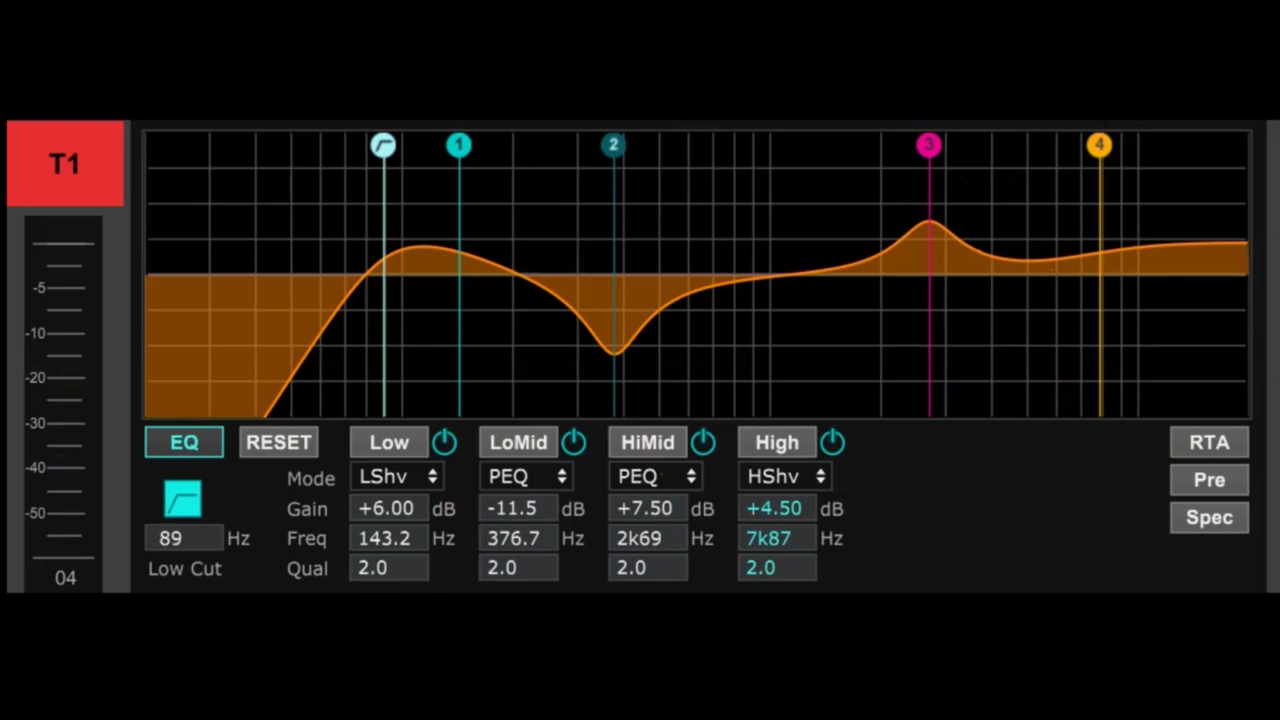 T1
1
2
3
4
-5
-10
-20
-30
-40
-50
04
EQ RESET Low LoMid HiMid High RTA
Mode LShv PEQ PEQ HShv Pre
Gain +6.00 dB -11.5 dB +7.50 dB +4.50 dB Spec
89 Hz Freq 143.2 Hz 376.7 Hz 2k69 Hz 7k87 Hz
Low Cut Qual 2.0 2.0 2.0 2.0